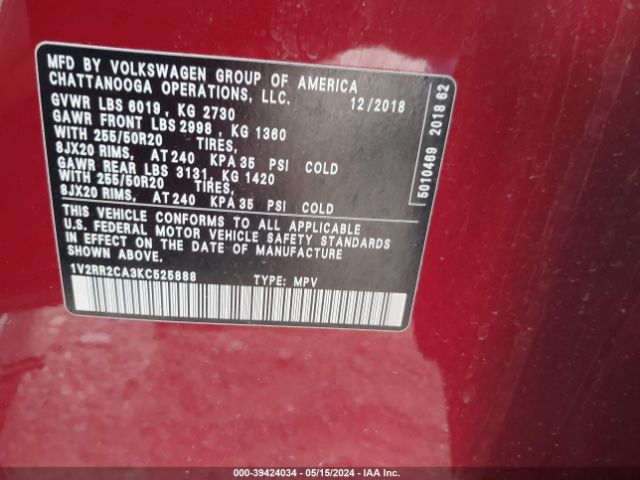 MFD BY VOLKSWAGEN GROUP OF AMERICA
CHATTANOOGA OPERATIONS, LLC.
12/2018
GVWR LBS 6019, KG 2730
GAWR FRONT LBS 2998, KG 1360
WITH 255/50R20 TIRES,
8JX20 RIMS, AT 240 KPA 35 PSI COLD
GAWR REAR LBS 3131, KG 1420
WITH 255/50R20 TIRES,
8JX20 RIMS, AT 240 KPA 35 PSI COLD
THIS VEHICLE CONFORMS TO ALL APPLICABLE
U.S. FEDERAL MOTOR VEHICLE SAFETY STANDARDS
IN EFFECT ON THE DATE OF MANUFACTURE
SHOWN ABOVE.
1V2RR2CA3KC525888 TYPE: MPV
5010469 2018 62
000-39424034 - 05/15/2024 - IAA Inc.